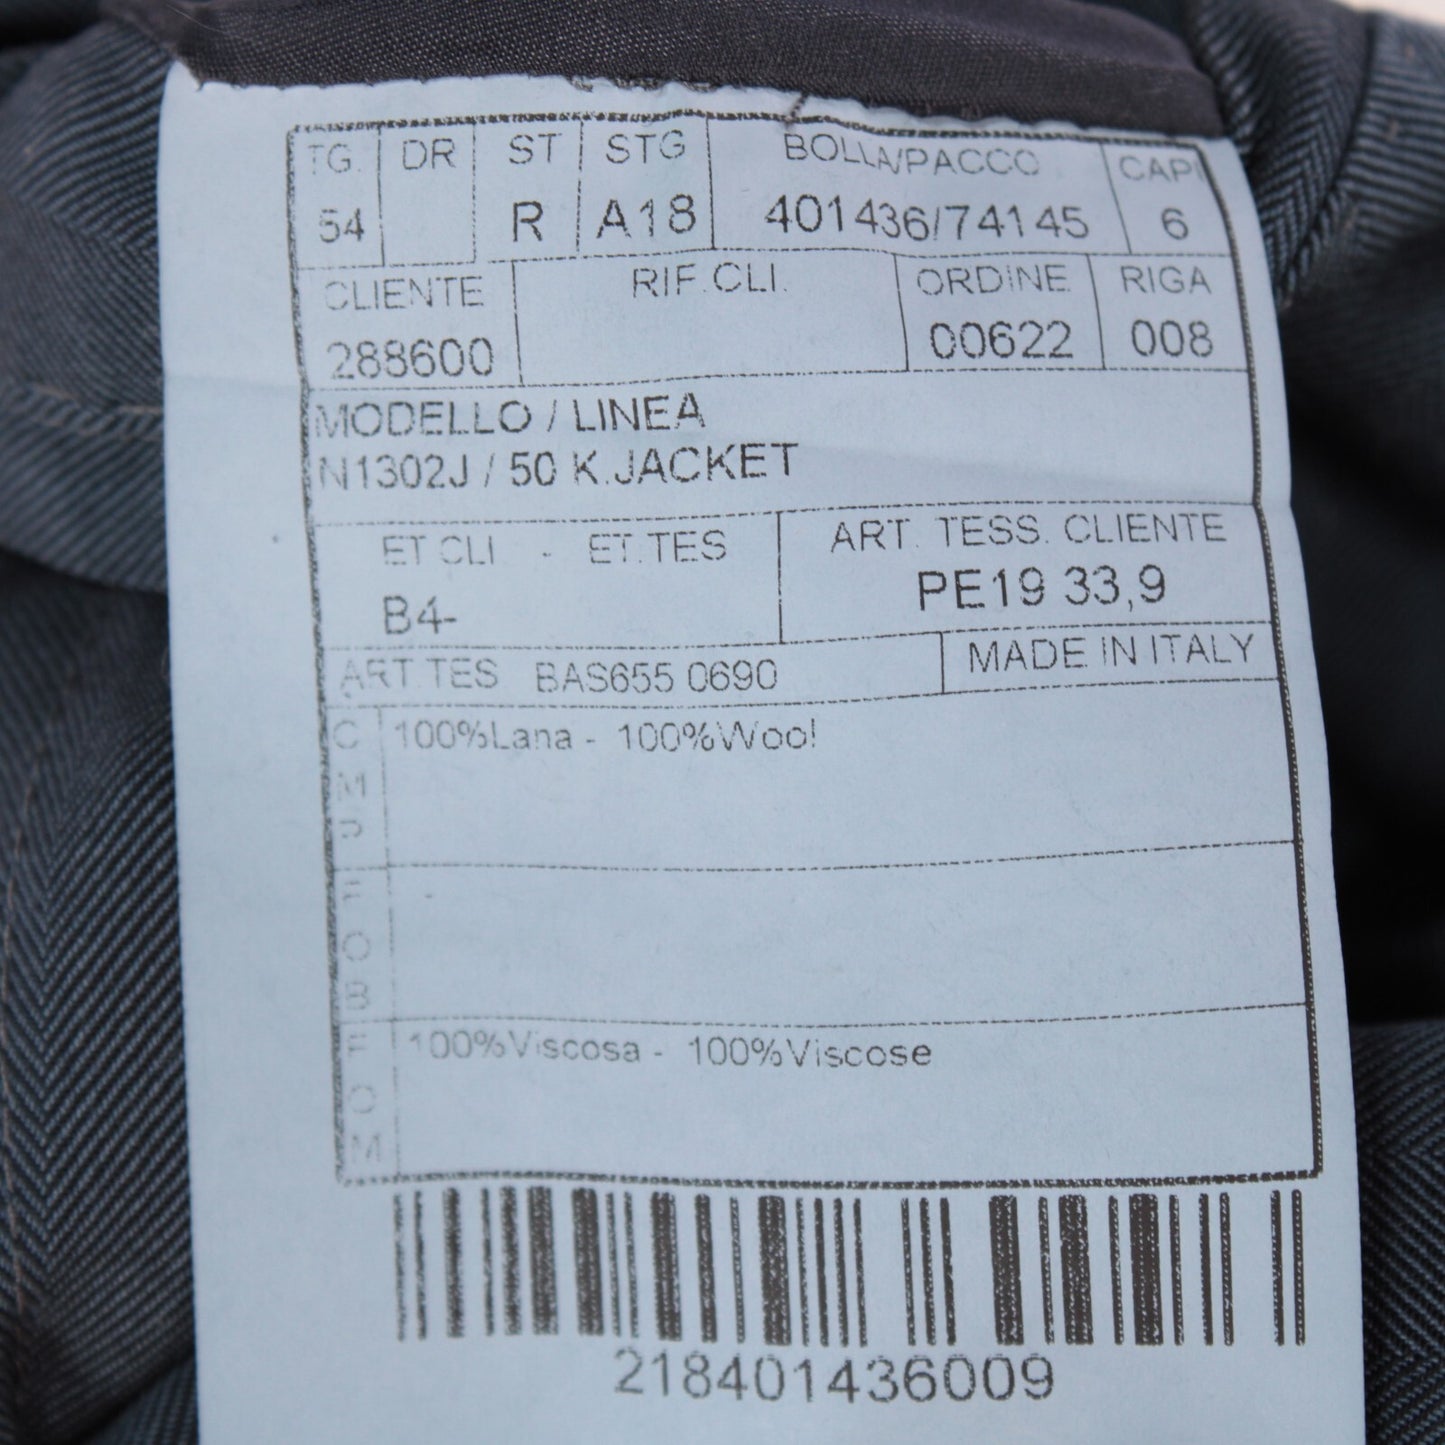 TG. DR ST STG BOLLA/PACCO CAPI
54 R A18 401436/74145 6
CLIENTE RIF.CLI. ORDINE RIGA
288600 00622 008
MODELLO / LINEA
N1302J / 50 K.JACKET
ET.CLI - ET.TES ART. TESS. CLIENTE
B4- PE19 33,9
ART.TES. BAS655 0690 MADE IN ITALY
C M P 100%Lana - 100%Wool
F O B
F O M 100%Viscosa - 100%Viscose
218401436009